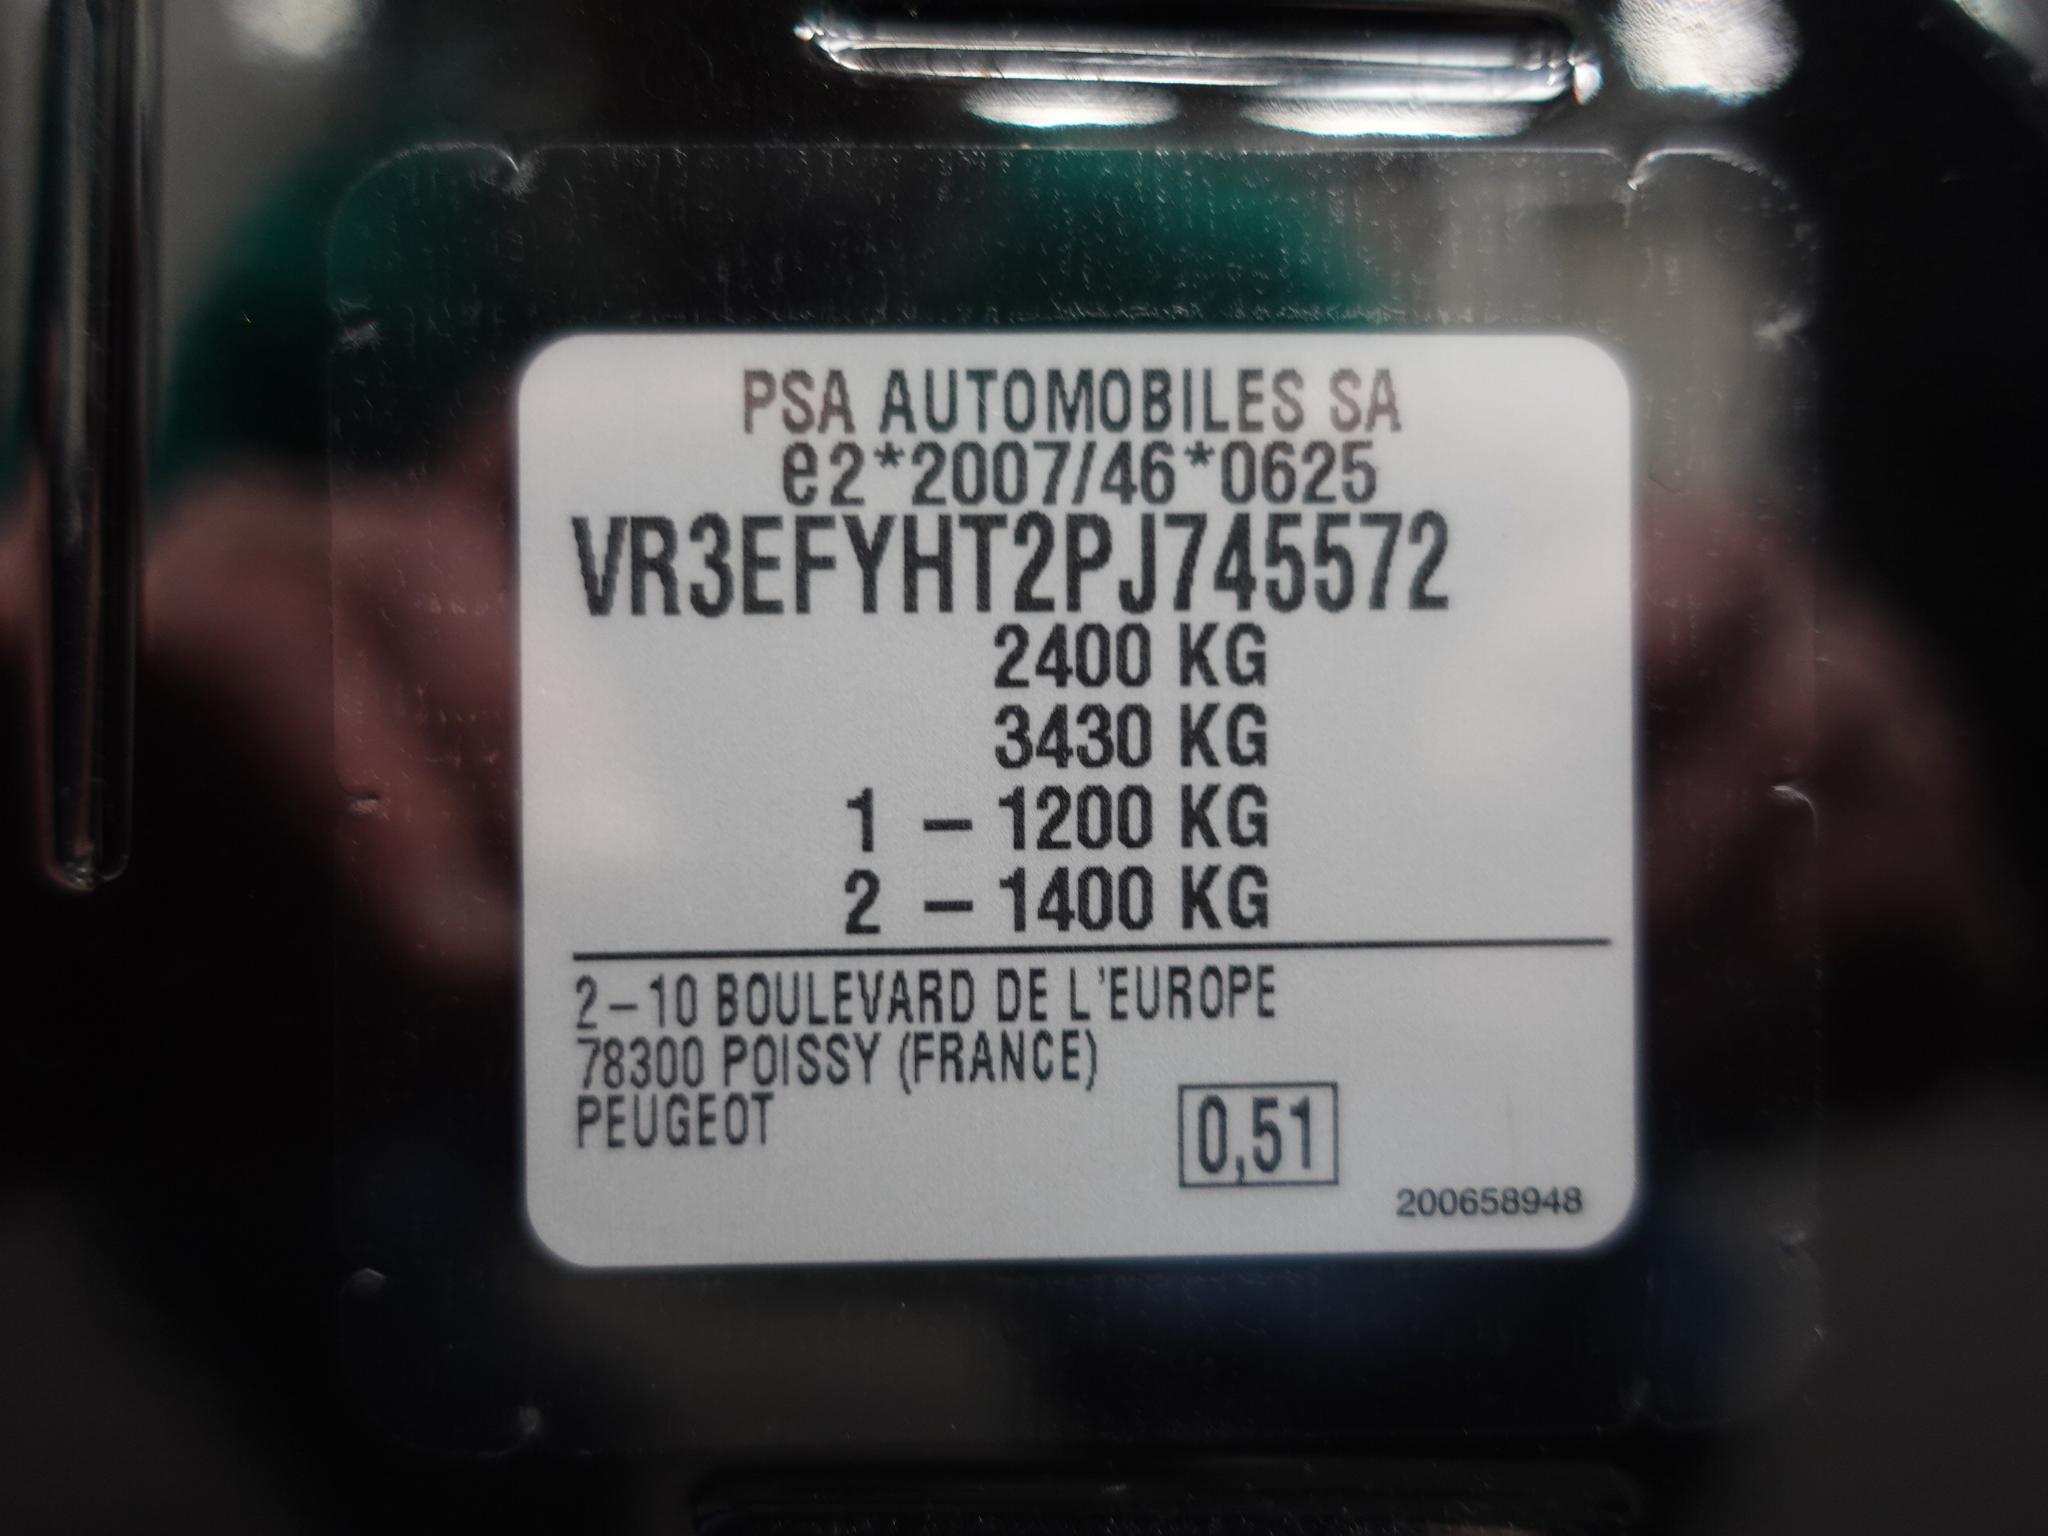 PSA AUTOMOBILES SA
e2*2007/46*0625
VR3EFYHT2PJ745572
2400 KG
3430 KG
1 – 1200 KG
2 – 1400 KG
2–10 BOULEVARD DE L'EUROPE
78300 POISSY (FRANCE)
PEUGEOT
0,51
200658948